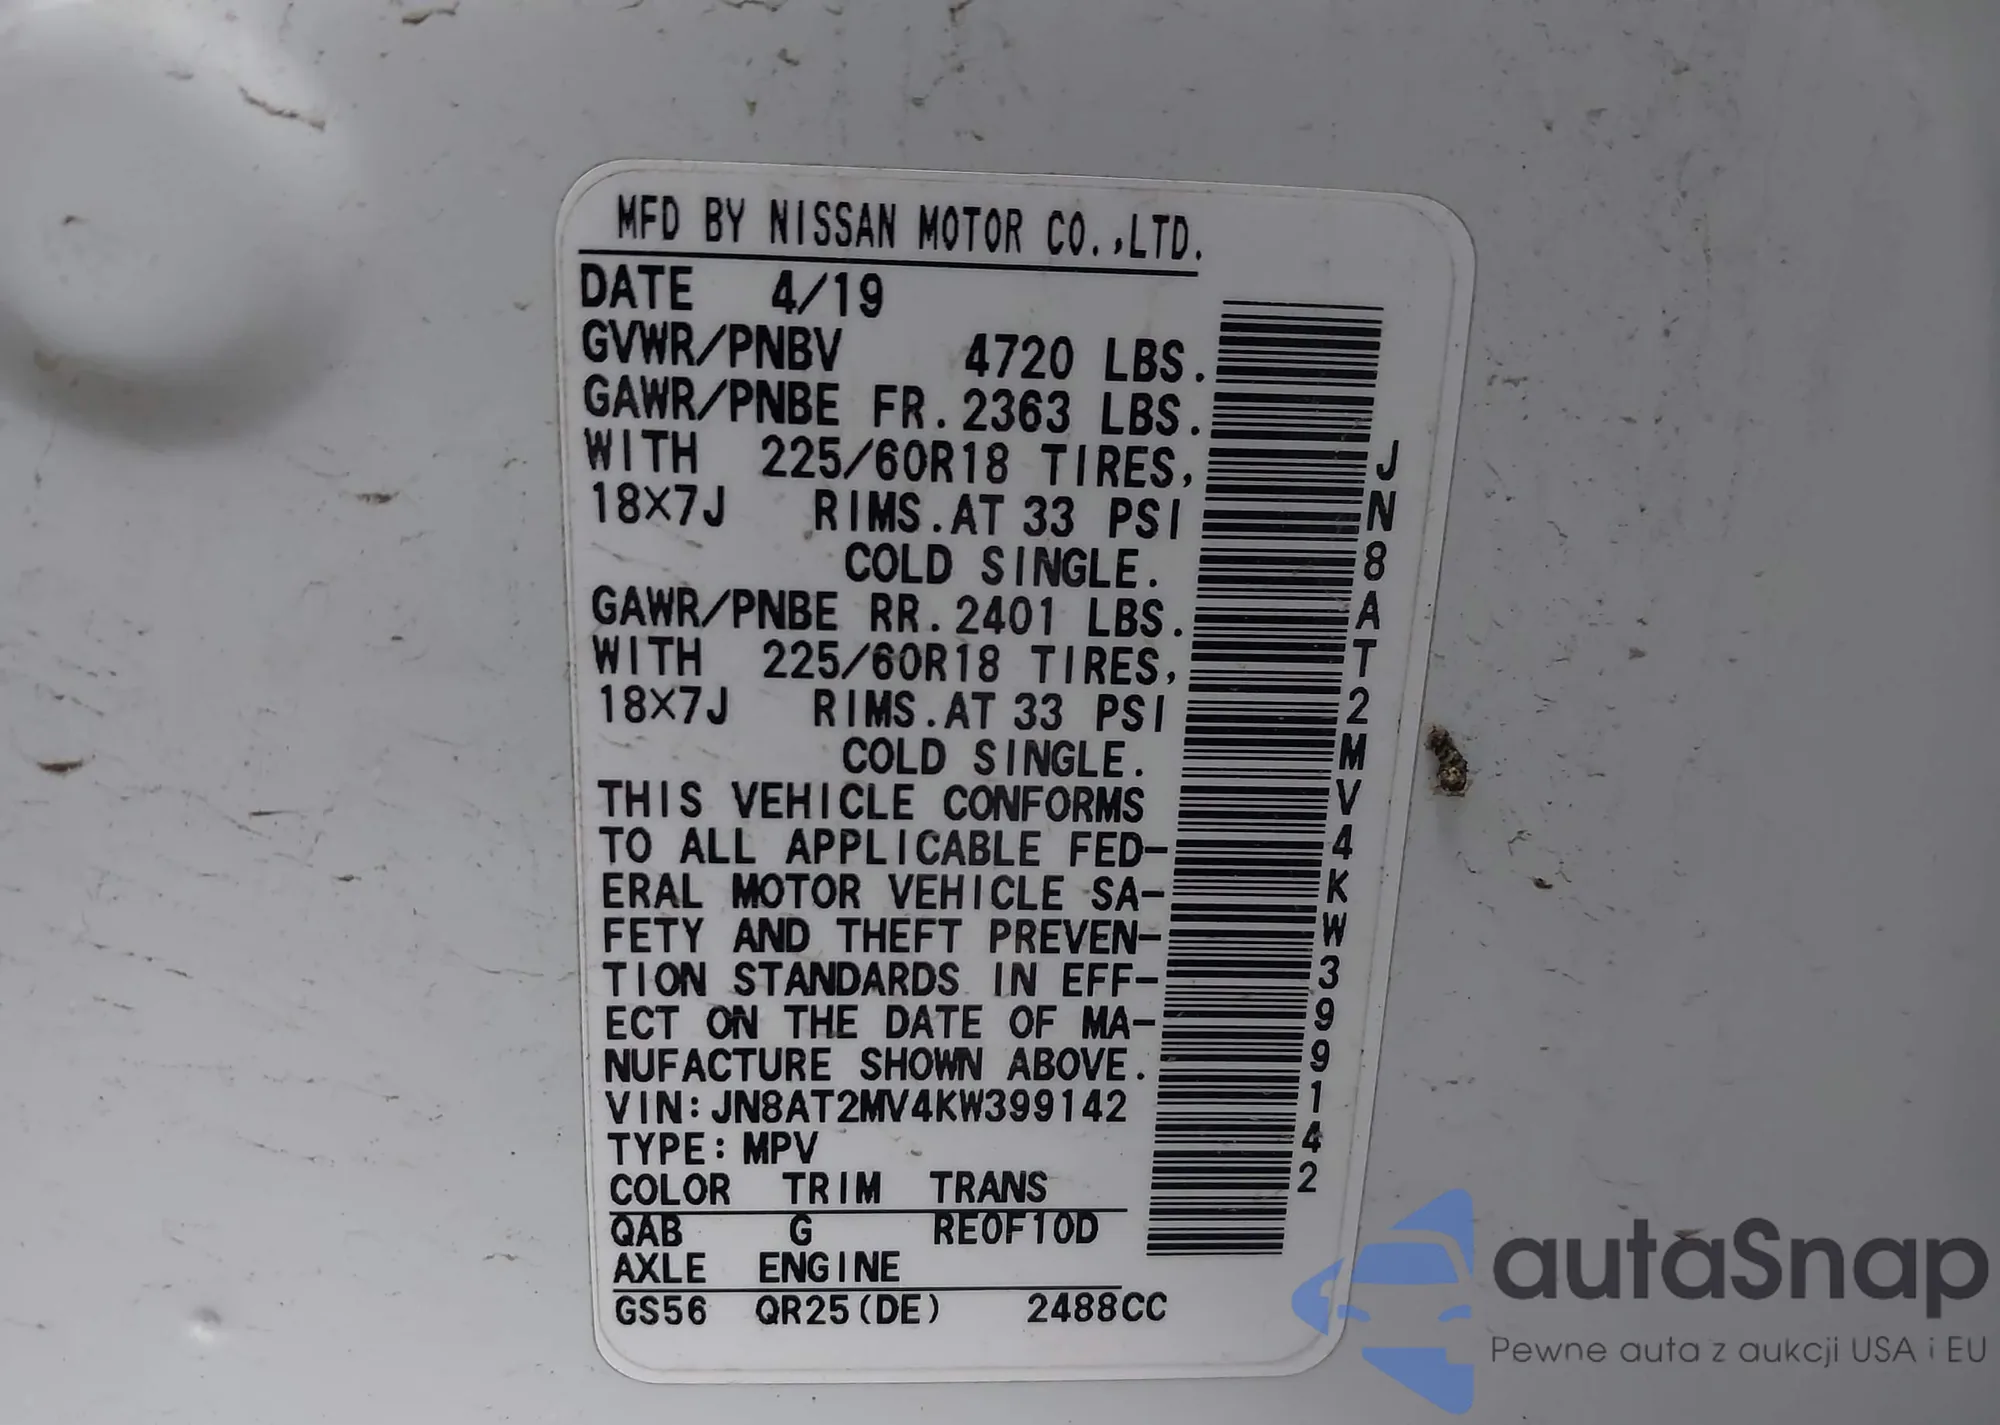 MFD BY NISSAN MOTOR CO.,LTD.
DATE 4/19
GVWR/PNBV 4720 LBS.
GAWR/PNBE FR. 2363 LBS.
WITH 225/60R18 TIRES,
18X7J RIMS.AT 33 PSI
COLD SINGLE.
GAWR/PNBE RR. 2401 LBS.
WITH 225/60R18 TIRES,
18X7J RIMS.AT 33 PSI
COLD SINGLE.
THIS VEHICLE CONFORMS
TO ALL APPLICABLE FED-
ERAL MOTOR VEHICLE SA-
FETY AND THEFT PREVEN-
TION STANDARDS IN EFF-
ECT ON THE DATE OF MA-
NUFACTURE SHOWN ABOVE.
VIN:JN8AT2MV4KW399142
TYPE:MPV
COLOR TRIM TRANS
QAB G RE0F10D
AXLE ENGINE
GS56 QR25(DE) 2488CC
JN8AT2MV4KW399142
autaSnap
Pewne auta z aukcji USA i EU